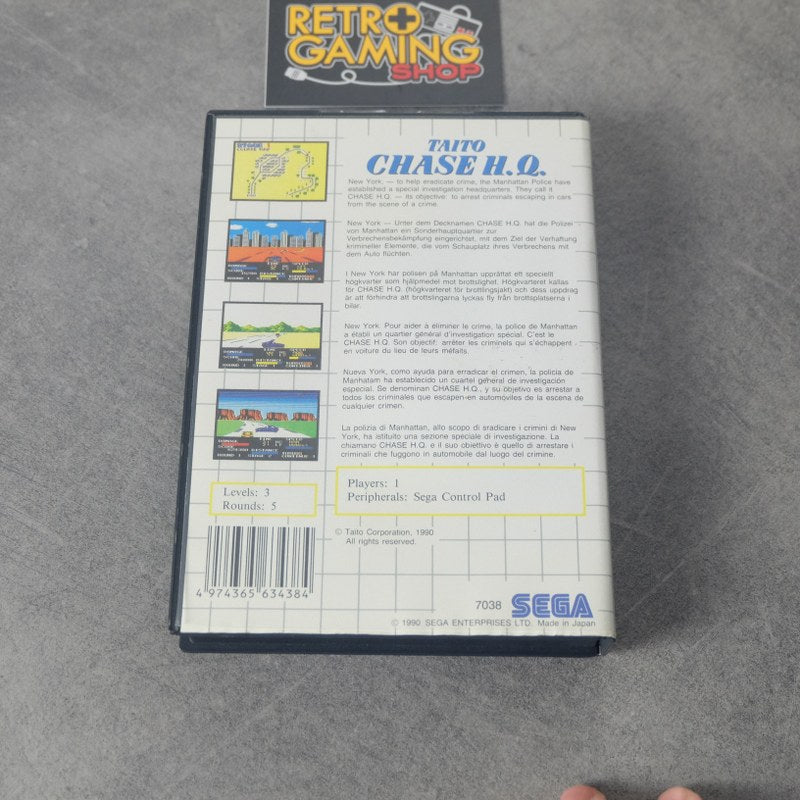 RETRO
GAMING
SHOP
TAITO
CHASE H.Q.
New York, — to help eradicate crime, the Manhattan Police have
established a special investigation headquarters. They call it
CHASE H.Q. — its objective: to arrest criminals escaping in cars
from the scene of a crime.
New York — Unter dem Decknamen CHASE H.Q. hat die Polizei
von Manhattan ein Sonderhauptquartier zur
Verbrechensbekämpfung eingerichtet, mit dem Ziel der Verhaftung
krimineller Elemente, die vom Schauplatz ihres Verbrechens mit
dem Auto flüchten.
I New York har polisen på Manhattan upprättat ett speciellt
högkvarter som hjälpmedel mot brottslighet. Högkvarteret kallas
för CHASE H.Q. (högkvarteret för brottlingsjakt) och dess uppdrag
är att förhindra att brottslingarna lyckas fly från brottsplatserna i
bilar.
New York. Pour aider à éliminer le crime, la police de Manhattan
a établi un quartier général d'investigation spécial. C'est le
CHASE H.Q. Son objectif: arrêter les criminels qui s'échappent
en voiture du lieu de leurs méfaits.
Nueva York, como ayuda para erradicar el crimen, la policía de
Manhatam ha establecido un cuartel general de investigación
especial. Se denominan CHASE H.Q., y su objetivo es arrestar a
todos los criminales que escapen en automóviles de la escena de
cualquier crimen.
La polizia di Manhattan, allo scopo di sradicare i crimini di New
York, ha istituito una sezione speciale di investigazione. La
chiamano CHASE H.Q. e il suo obbiettivo è quello di arrestare i
criminali che fuggono in automobile dal luogo del crimine.
Levels: 3
Rounds: 5
Players: 1
Peripherals: Sega Control Pad
© Taito Corporation, 1990
All rights reserved.
4 974365 634384
7038 SEGA
© 1990 SEGA ENTERPRISES LTD. Made in Japan